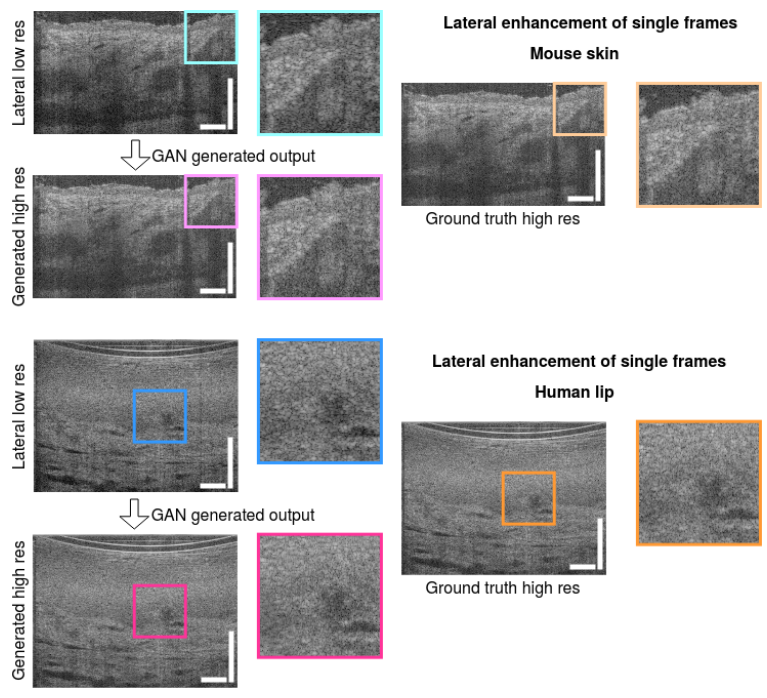 Lateral enhancement of single frames
Mouse skin
Lateral low res
GAN generated output
Generated high res
Ground truth high res
Lateral enhancement of single frames
Human lip
Lateral low res
GAN generated output
Generated high res
Ground truth high res